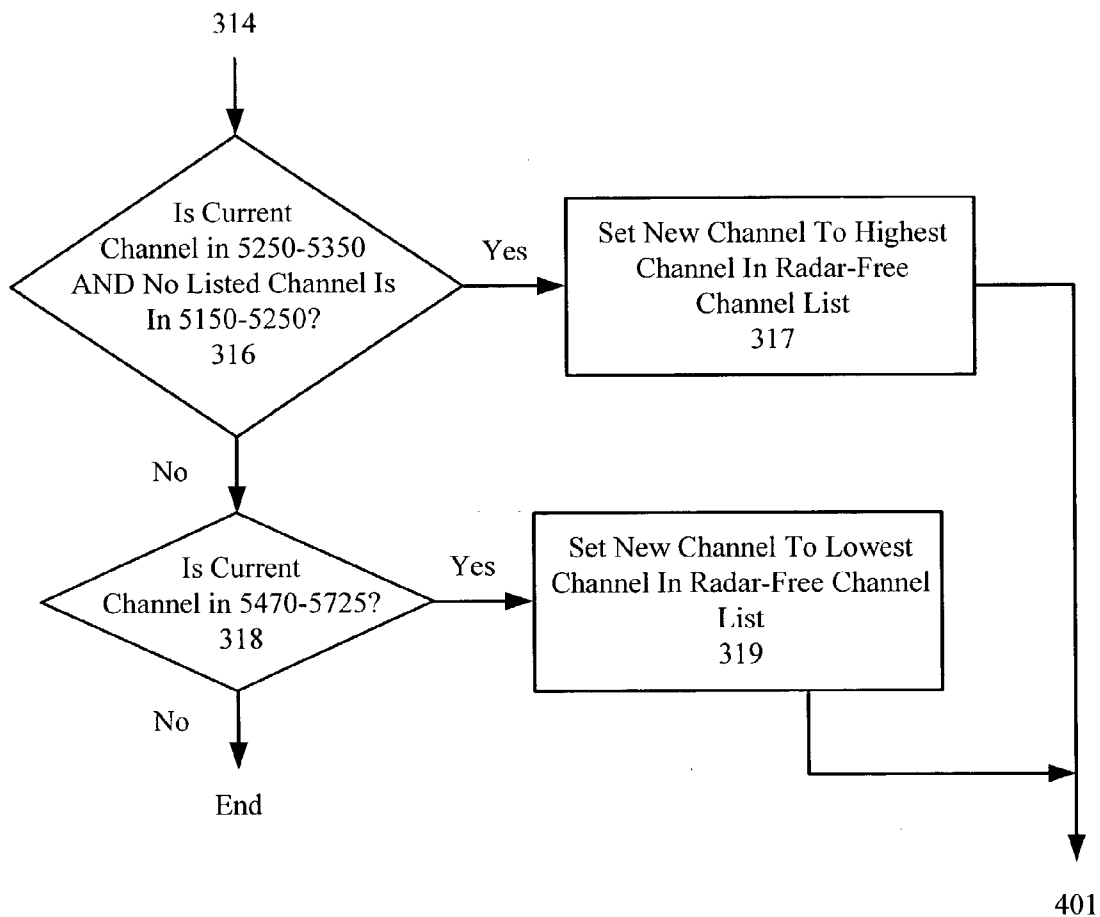 314
Is Current
Channel in 5250-5350
AND No Listed Channel Is
In 5150-5250?
316
Yes
Set New Channel To Highest
Channel In Radar-Free
Channel List
317
No
Is Current
Channel in 5470-5725?
318
Yes
Set New Channel To Lowest
Channel In Radar-Free Channel
List
319
No
End
401